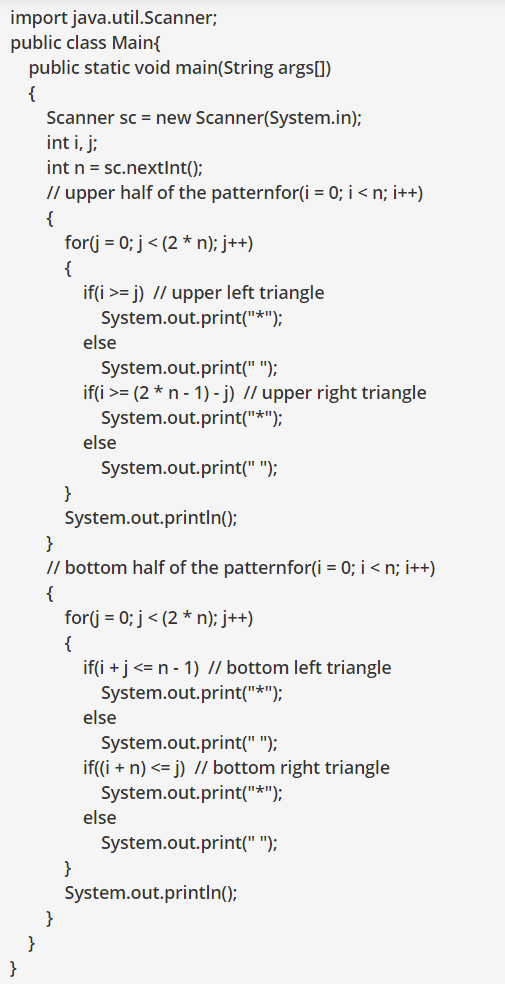 import java.util.Scanner;
public class Main{
public static void main(String args[])
{
Scanner sc = new Scanner(System.in);
int i, j;
int n = sc.nextInt();
// upper half of the patternfor(i = 0; i < n; i++)
{
for(j = 0; j < (2 * n); j++)
{
if(i >= j)  // upper left triangle
System.out.print("*");
else
System.out.print(" ");
if(i >= (2 * n - 1) - j)  // upper right triangle
System.out.print("*");
else
System.out.print(" ");
}
System.out.println();
}
// bottom half of the patternfor(i = 0; i < n; i++)
{
for(j = 0; j < (2 * n); j++)
{
if(i + j <= n - 1)  // bottom left triangle
System.out.print("*");
else
System.out.print(" ");
if((i + n) <= j)  // bottom right triangle
System.out.print("*");
else
System.out.print(" ");
}
System.out.println();
}
}
}